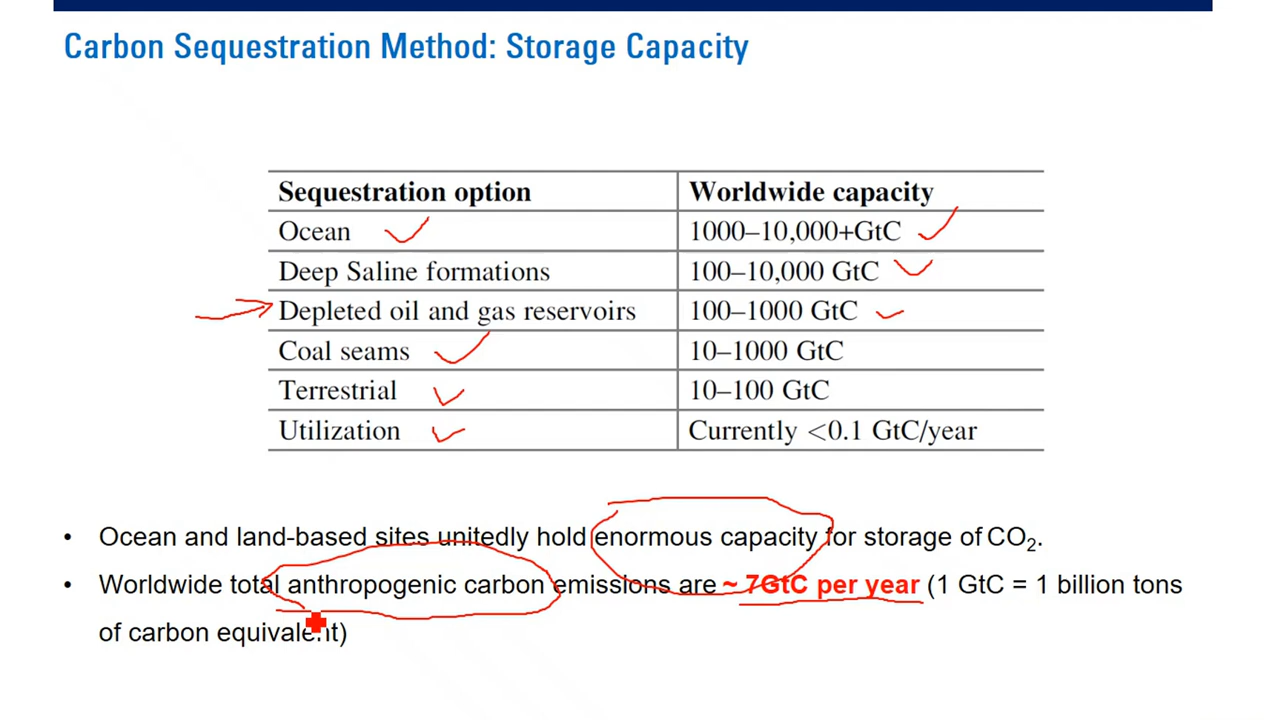 Carbon Sequestration Method: Storage Capacity
Sequestration option Worldwide capacity
Ocean 1000–10,000+GtC
Deep Saline formations 100–10,000 GtC
Depleted oil and gas reservoirs 100–1000 GtC
Coal seams 10–1000 GtC
Terrestrial 10–100 GtC
Utilization Currently <0.1 GtC/year
• Ocean and land-based sites unitedly hold enormous capacity for storage of CO₂.
• Worldwide total anthropogenic carbon emissions are ~ 7GtC per year (1 GtC = 1 billion tons
of carbon equivalent)